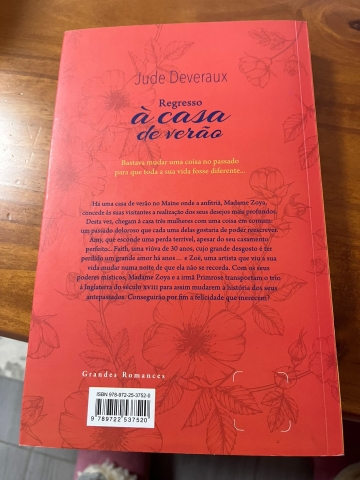 Jude Deveraux
Regresso
à casa
de verão
Bastava mudar uma coisa no passado
para que toda a sua vida fosse diferente...
Há uma casa de verão no Maine onde a anfitriã, Madame Zoya,
concede às suas visitantes a realização dos seus desejos mais profundos.
Desta vez, chegam à casa três mulheres com uma coisa em comum:
um passado doloroso que cada uma delas gostaria de poder reescrever.
Amy, que esconde uma perda terrível, apesar do seu casamento
perfeito... Faith, uma viúva de 30 anos, cujo grande desgosto é ter
perdido um grande amor há anos... e Zoë, uma artista que viu a sua
vida mudar numa noite de que ela não se recorda. Com os seus
poderes místicos, Madame Zoya e a irmã Primrose transportam o trio
à Inglaterra do século XVIII para assim mudarem a história dos seus
antepassados. Conseguirão por fim a felicidade que merecem?
Grandes Romances
ISBN 978-972-25-3752-0
9 789722 537520